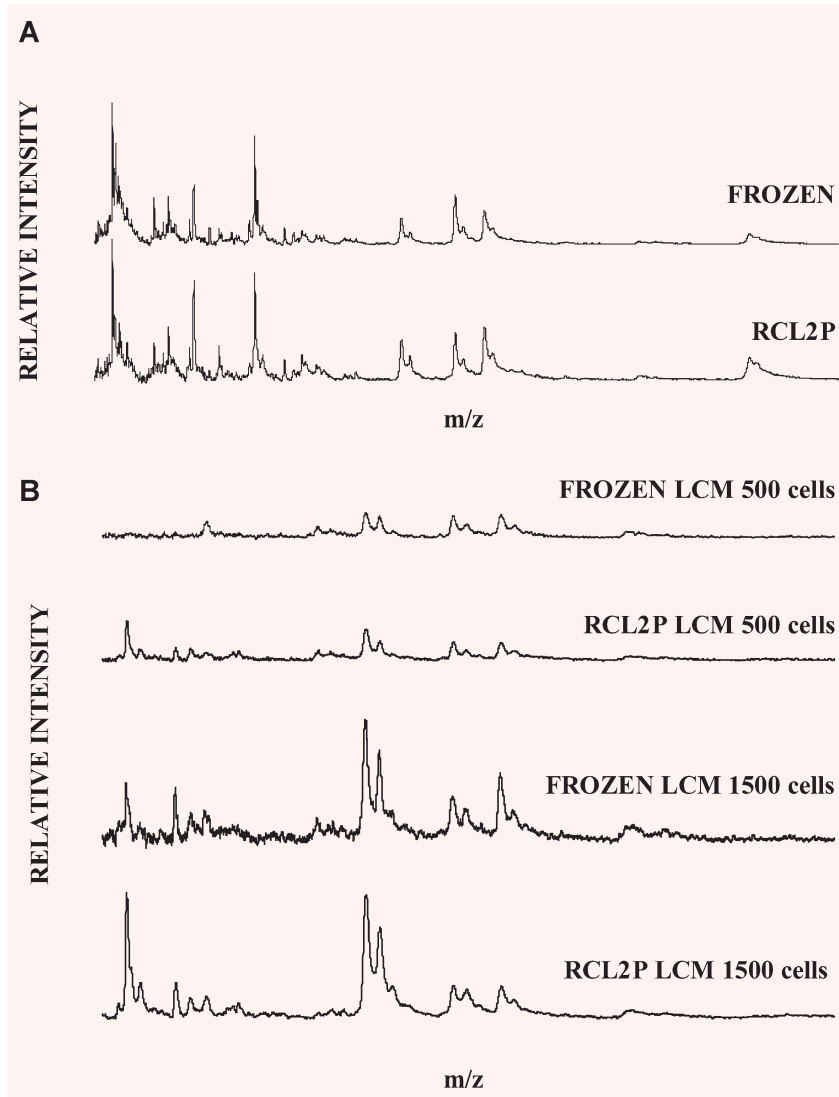 A
RELATIVE INTENSITY
FROZEN
RCL2P
m/z
B
RELATIVE INTENSITY
FROZEN LCM 500 cells
RCL2P LCM 500 cells
FROZEN LCM 1500 cells
RCL2P LCM 1500 cells
m/z